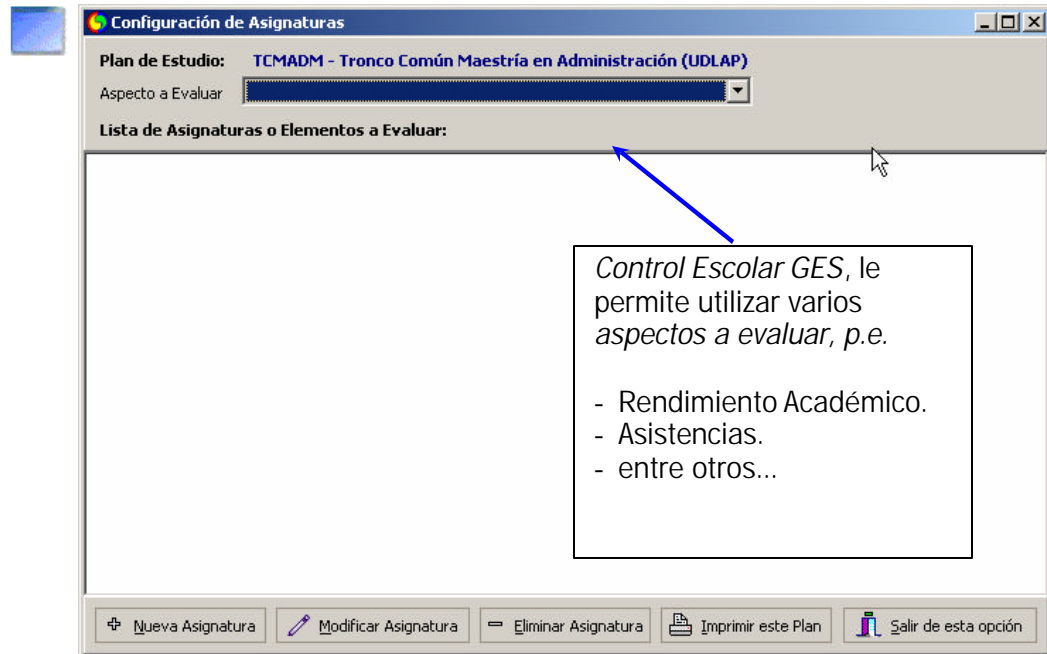 Configuración de Asignaturas
Plan de Estudio: TCMADM - Tronco Común Maestría en Administración (UDLAP)
Aspecto a Evaluar
Lista de Asignaturas o Elementos a Evaluar:
Control Escolar GES, le
permite utilizar varios
aspectos a evaluar, p.e.
- Rendimiento Académico.
- Asistencias.
- entre otros...
Nueva Asignatura Modificar Asignatura Eliminar Asignatura Imprimir este Plan Salir de esta opción